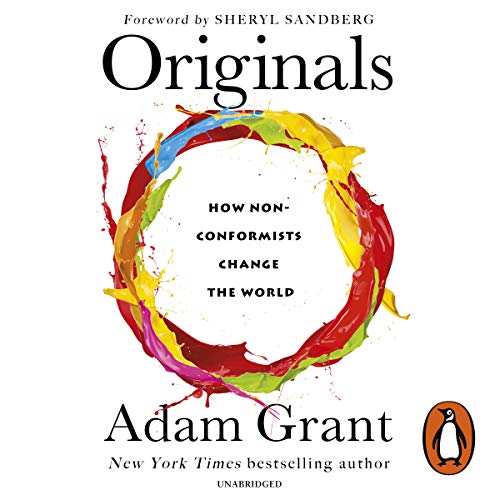 Foreword by SHERYL SANDBERG
Originals
HOW NON-
CONFORMISTS
CHANGE
THE WORLD
Adam Grant
New York Times bestselling author
UNABRIDGED